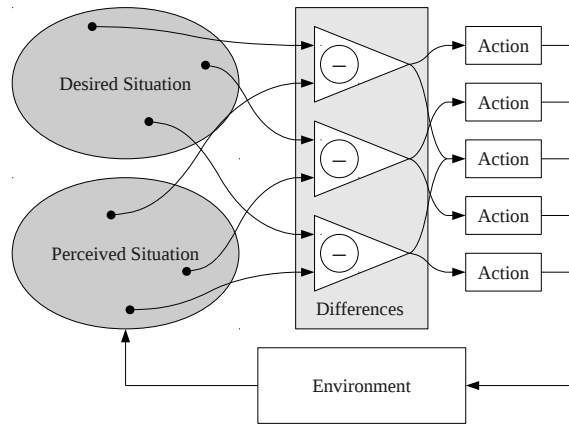 Desired Situation
Perceived Situation
−
−
−
Differences
Action
Action
Action
Action
Action
Environment